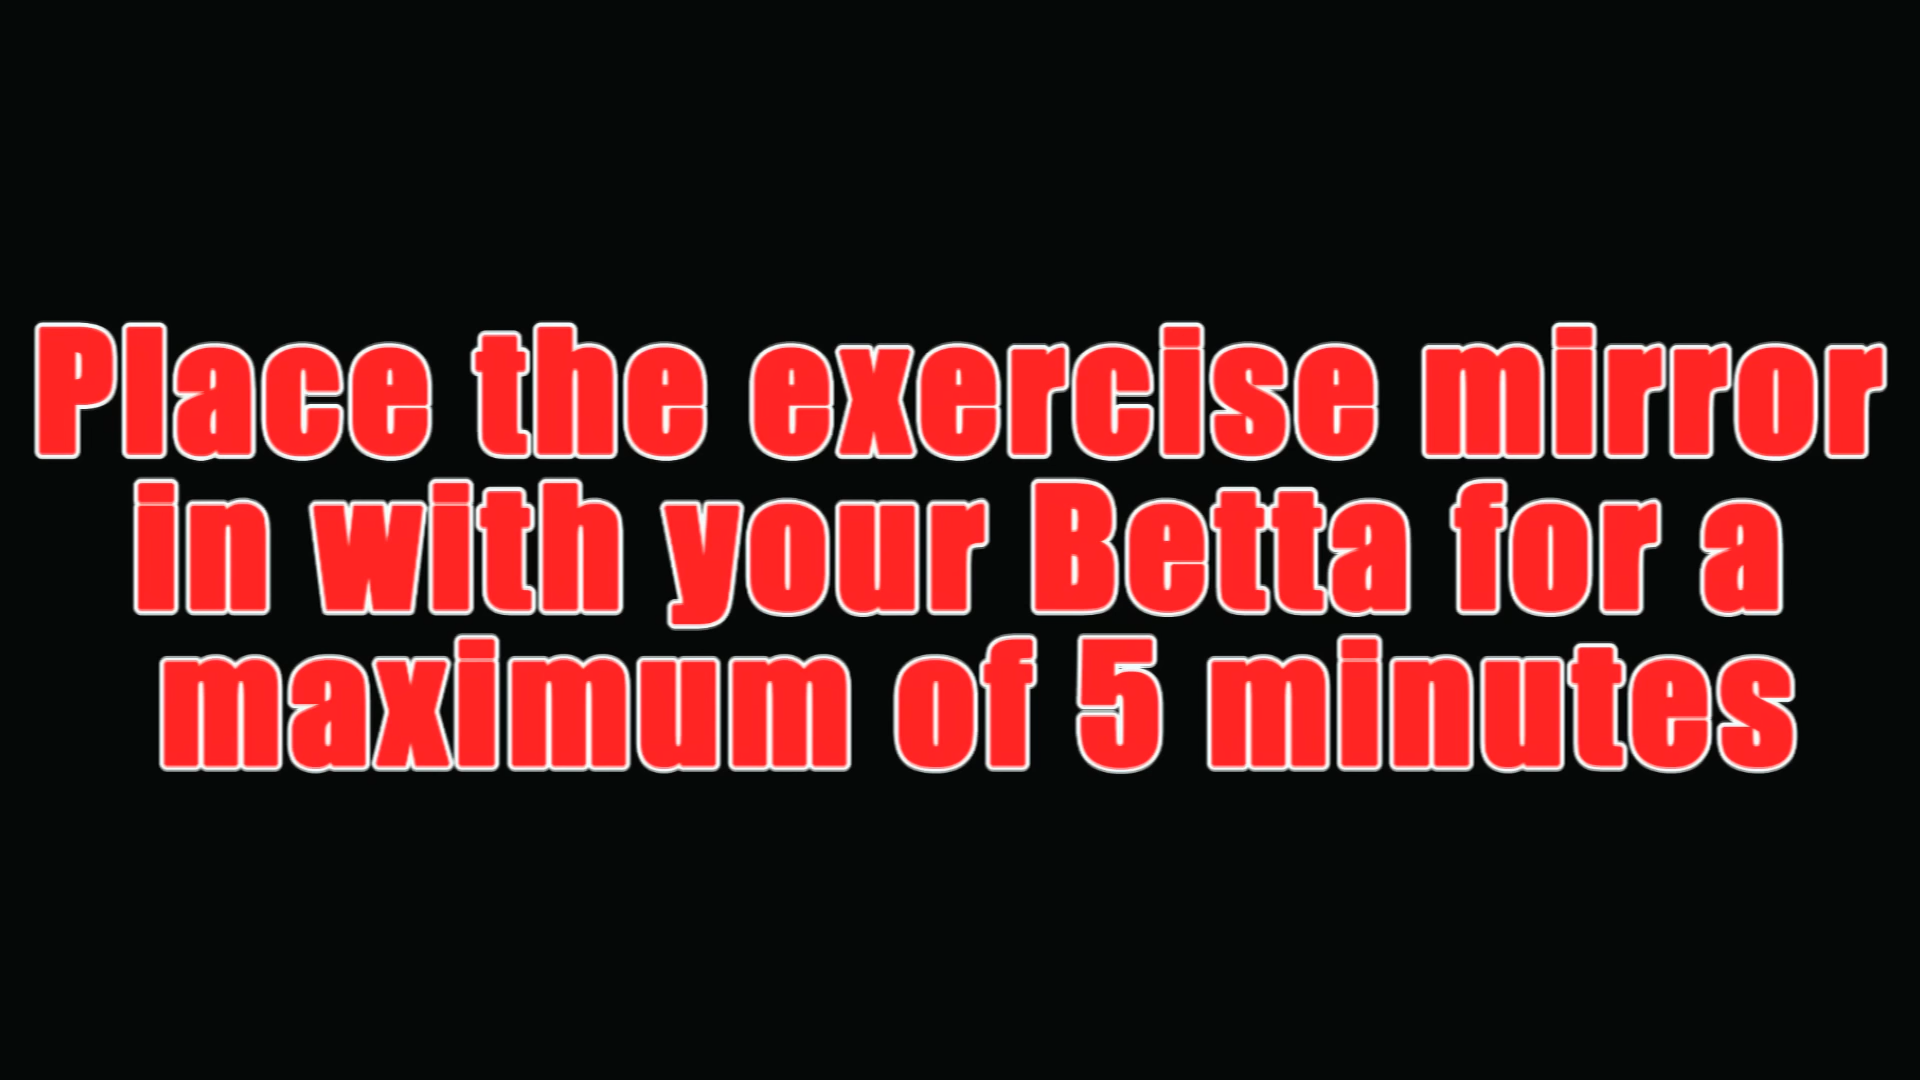 Place the exercise mirror
in with your Betta for a
maximum of 5 minutes